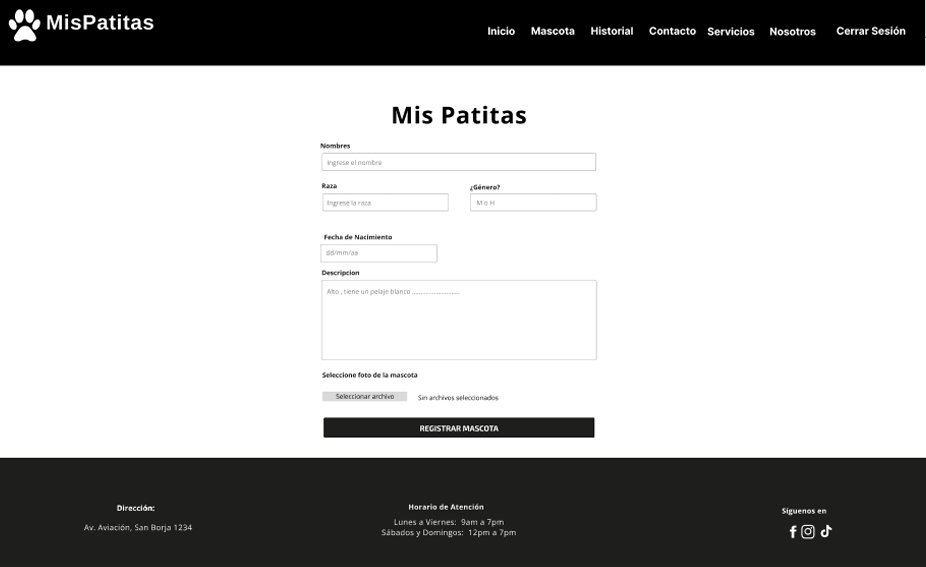 MisPatitas
Inicio Mascota Historial Contacto Servicios Nosotros Cerrar Sesión
Mis Patitas
Nombres
Ingrese el nombre
Raza ¿Género?
Ingrese la raza M o H
Fecha de Nacimiento
dd/mm/aa
Descripcion
Alto , tiene un pelaje blanco ..........................
Seleccione foto de la mascota
Seleccionar archivo Sin archivos seleccionados
REGISTRAR MASCOTA
Dirección: Horario de Atención Síguenos en
Av. Aviación, San Borja 1234 Lunes a Viernes: 9am a 7pm
Sábados y Domingos: 12pm a 7pm